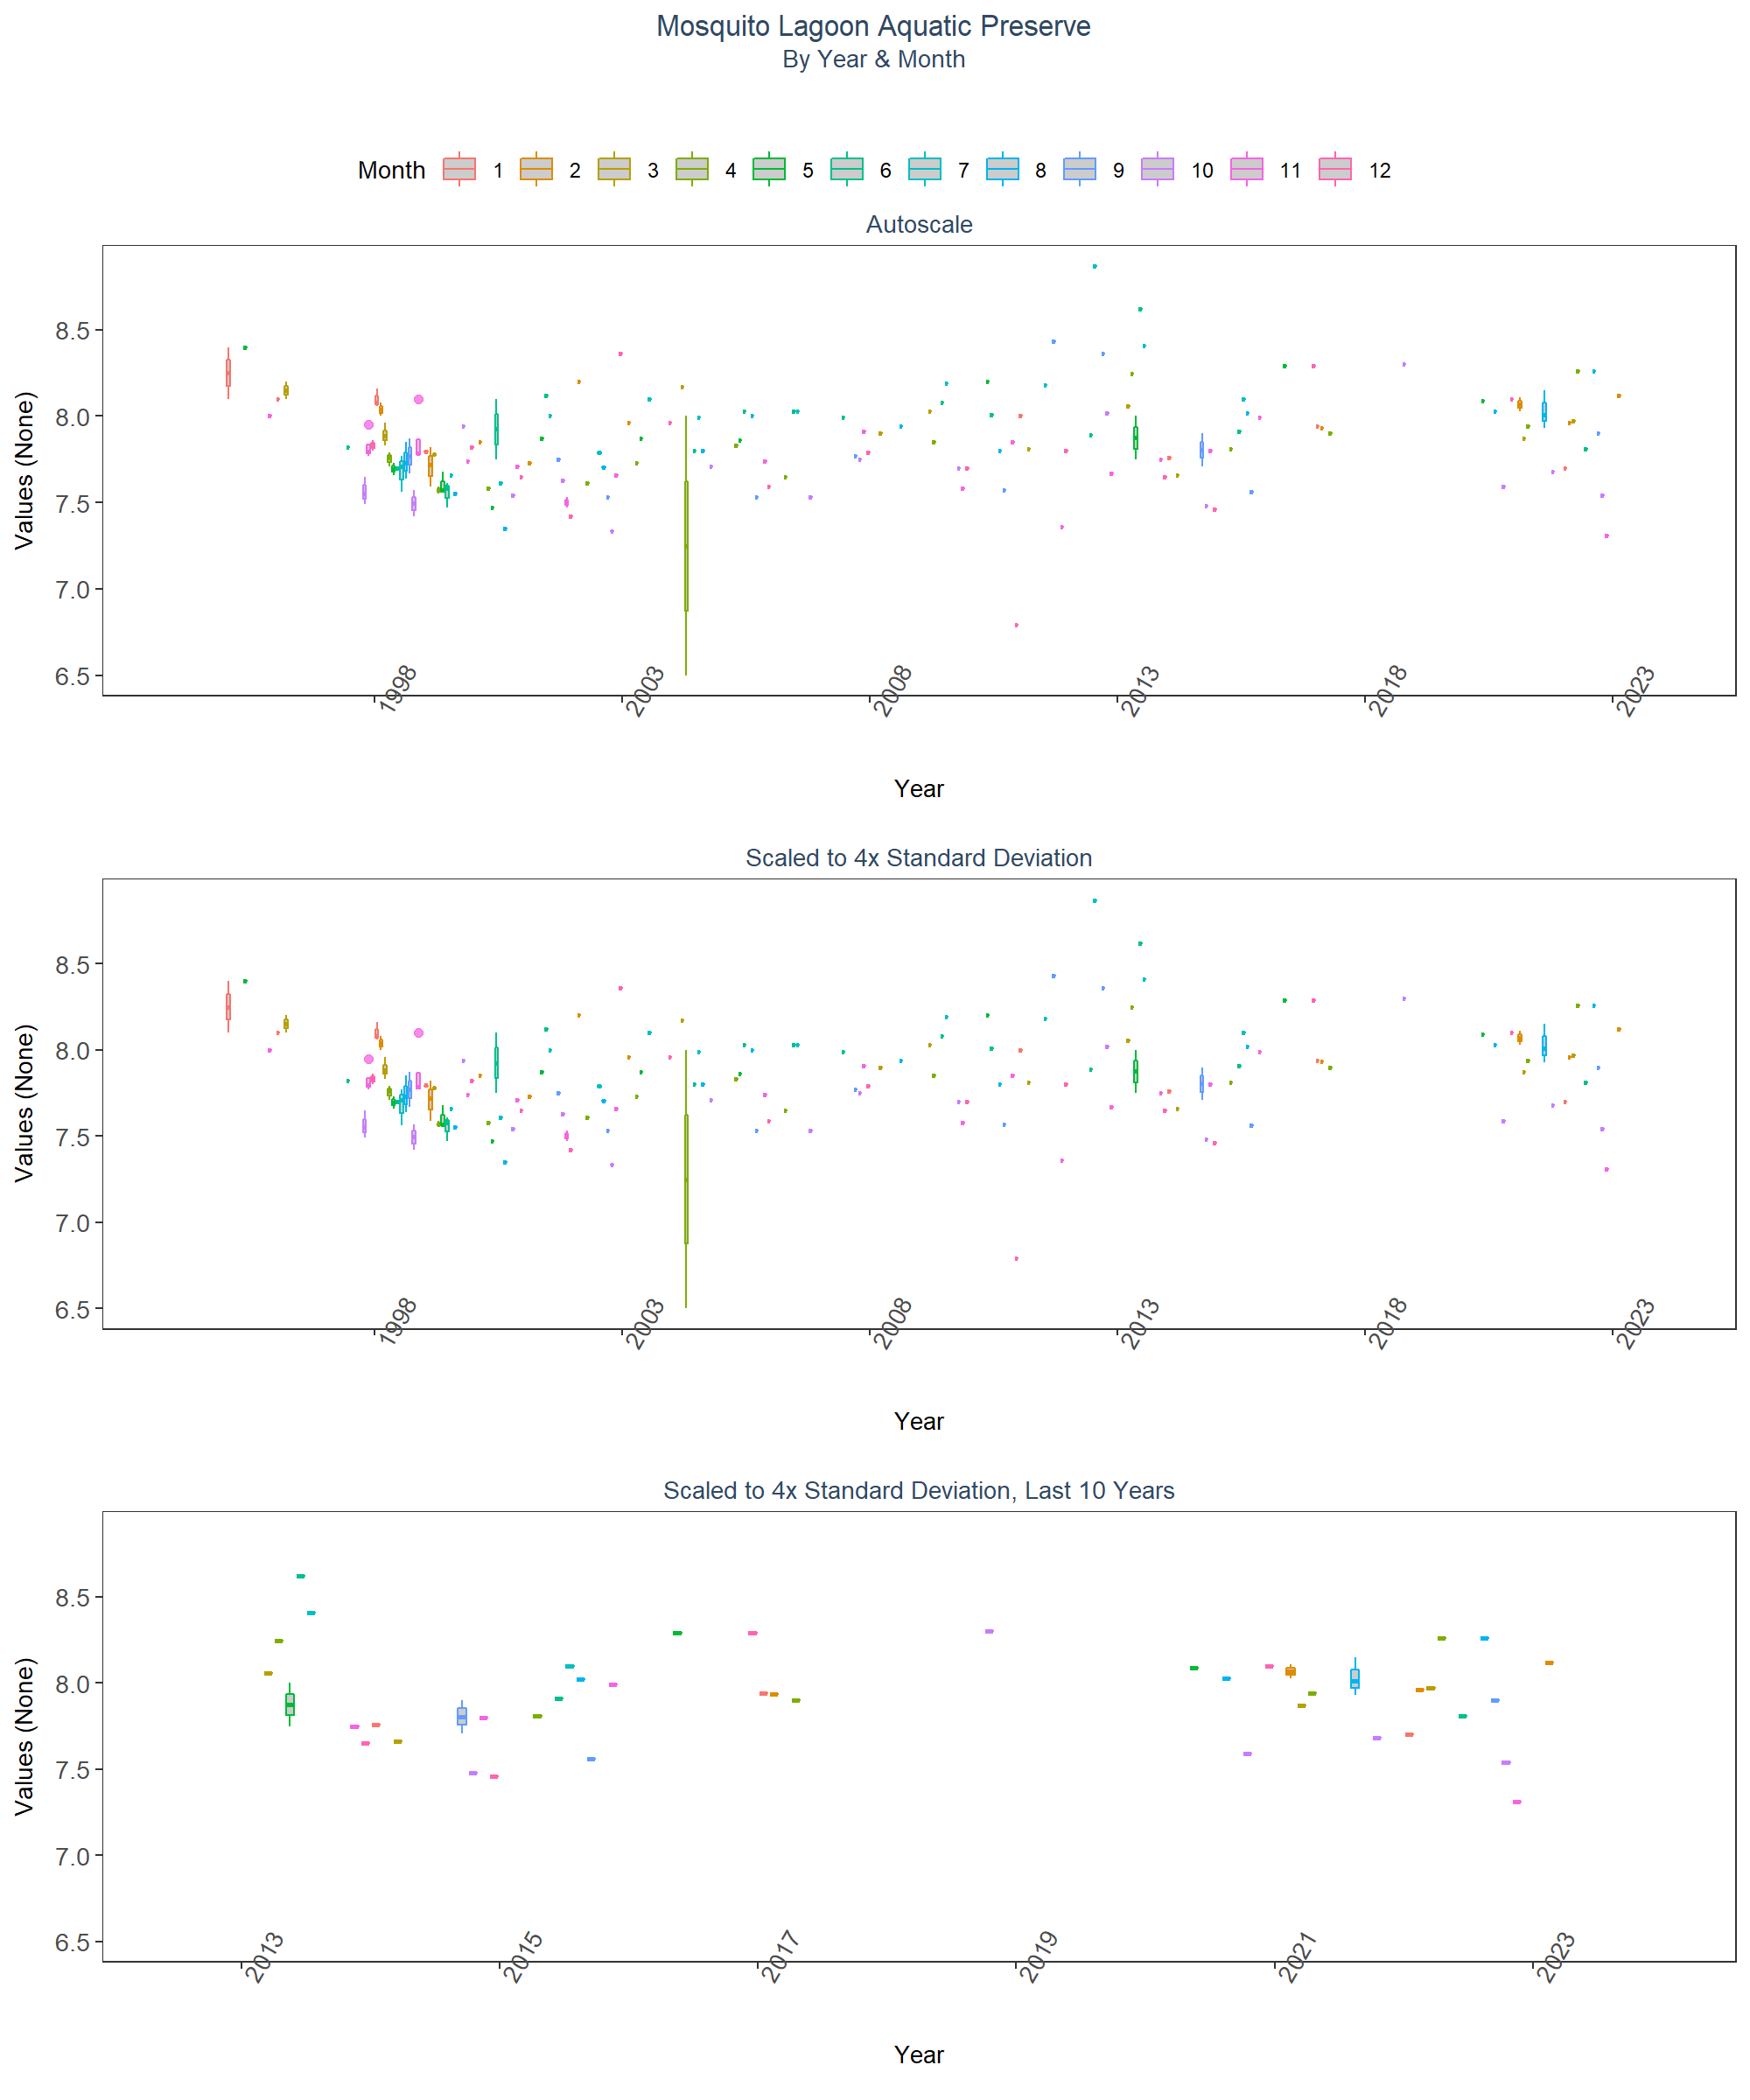 Mosquito Lagoon Aquatic Preserve
By Year & Month
Month 1 2 3 4 5 6 7 8 9 10 11 12
Autoscale
Values (None)
8.5
8.0
7.5
7.0
6.5
1998 2003 2008 2013 2018 2023
Year
Scaled to 4x Standard Deviation
Values (None)
8.5
8.0
7.5
7.0
6.5
1998 2003 2008 2013 2018 2023
Year
Scaled to 4x Standard Deviation, Last 10 Years
Values (None)
8.5
8.0
7.5
7.0
6.5
2013 2015 2017 2019 2021 2023
Year